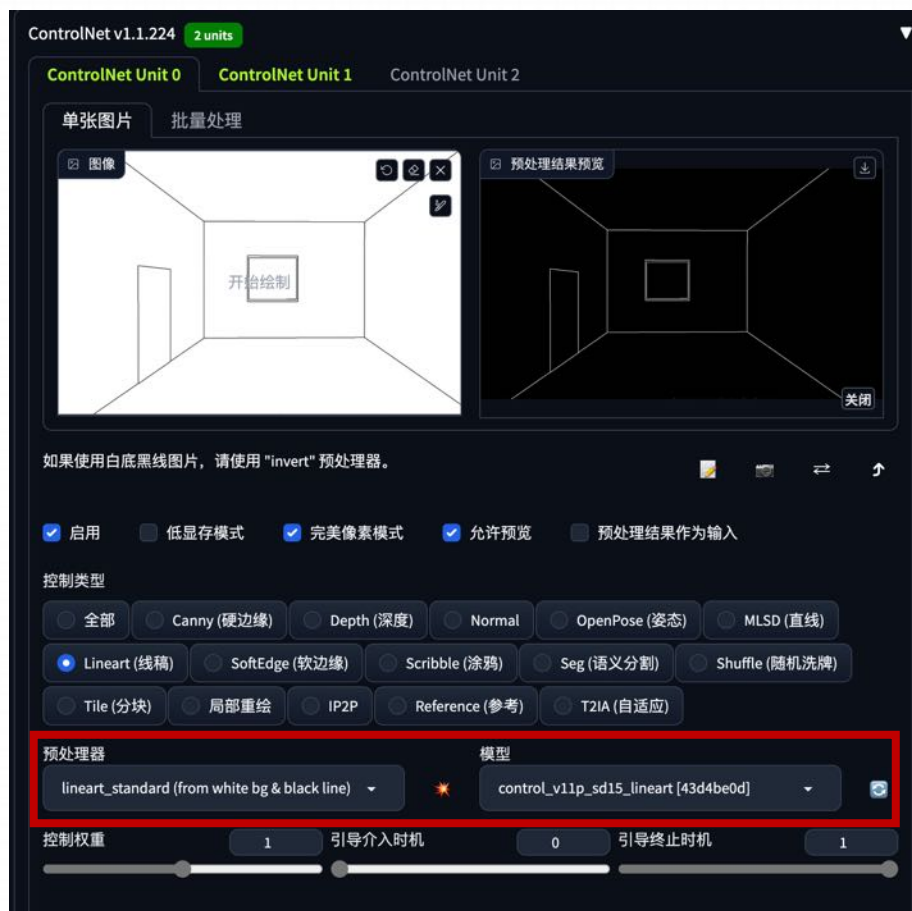 ControlNet v1.1.224 2 units
ControlNet Unit 0 ControlNet Unit 1 ControlNet Unit 2
单张图片 批量处理
图像 预处理结果预览
开始绘制
关闭
如果使用白底黑线图片，请使用 "invert" 预处理器。
启用 低显存模式 完美像素模式 允许预览 预处理结果作为输入
控制类型
全部 Canny (硬边缘) Depth (深度) Normal OpenPose (姿态) MLSD (直线)
Lineart (线稿) SoftEdge (软边缘) Scribble (涂鸦) Seg (语义分割) Shuffle (随机洗牌)
Tile (分块) 局部重绘 IP2P Reference (参考) T2IA (自适应)
预处理器 模型
lineart_standard (from white bg & black line) control_v11p_sd15_lineart [43d4be0d]
控制权重 1 引导介入时机 0 引导终止时机 1